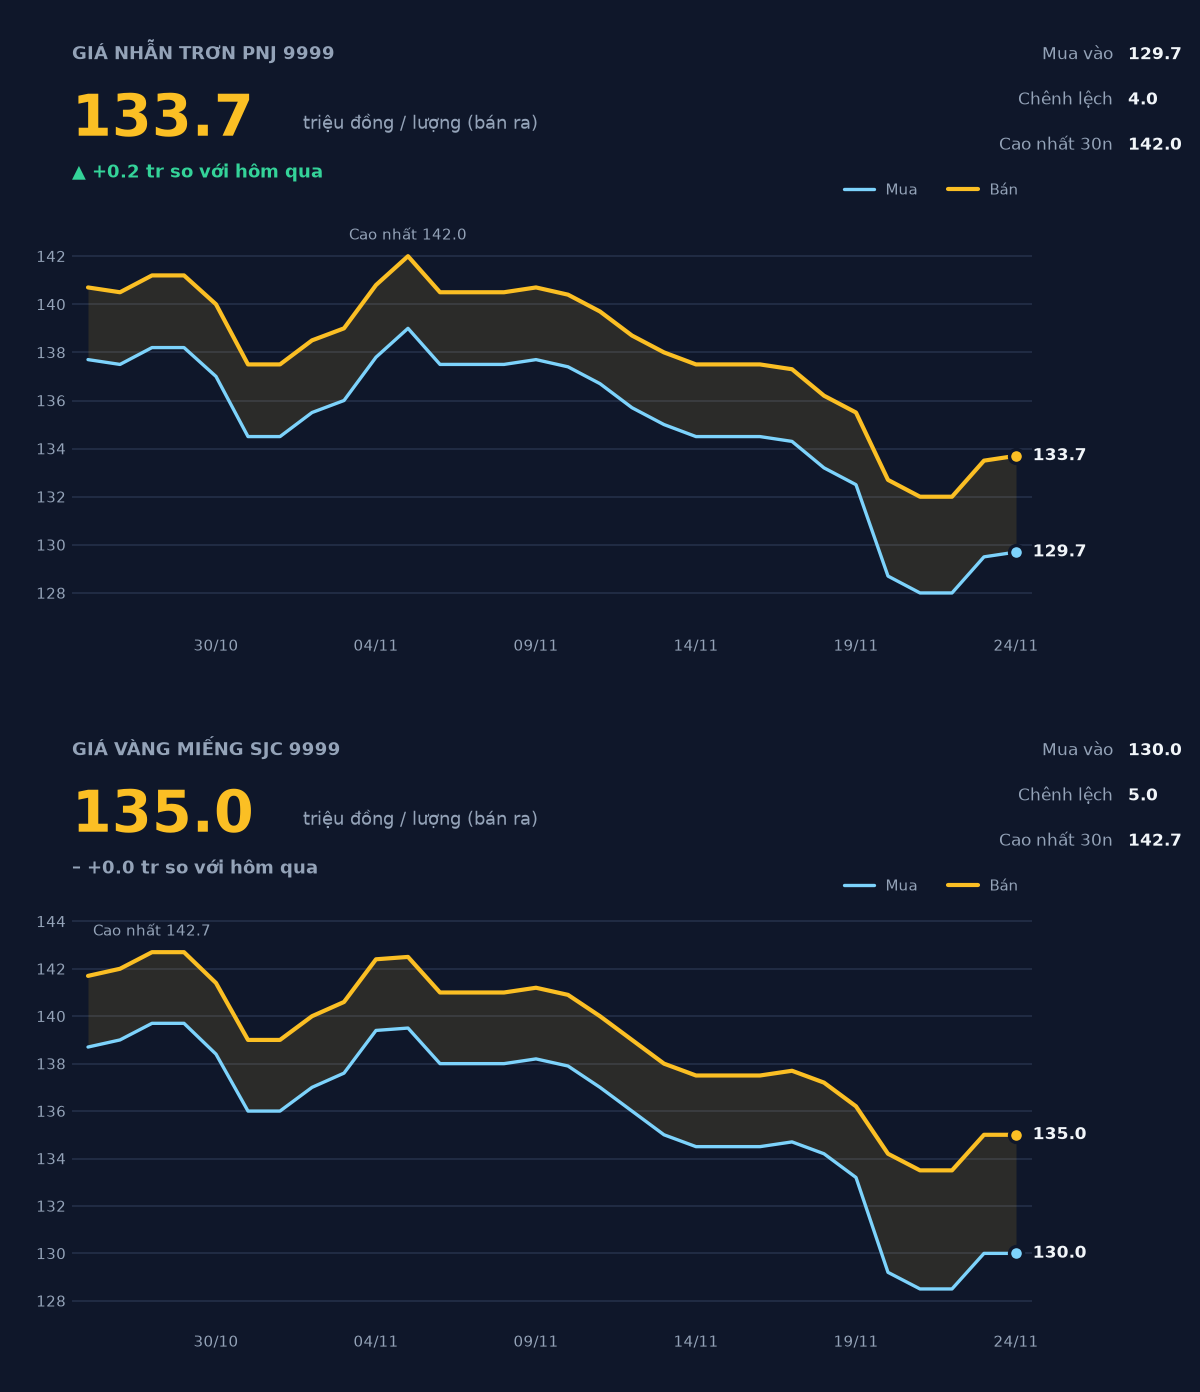 GIÁ NHẪN TRƠN PNJ 9999
133.7 triệu đồng / lượng (bán ra)
▲ +0.2 tr so với hôm qua
Mua vào 129.7
Chênh lệch 4.0
Cao nhất 30n 142.0
Mua Bán
Cao nhất 142.0
142
140
138
136
134
132
130
128
133.7
129.7
30/10 04/11 09/11 14/11 19/11 24/11
GIÁ VÀNG MIẾNG SJC 9999
135.0 triệu đồng / lượng (bán ra)
– +0.0 tr so với hôm qua
Mua vào 130.0
Chênh lệch 5.0
Cao nhất 30n 142.7
Mua Bán
Cao nhất 142.7
144
142
140
138
136
134
132
130
128
135.0
130.0
30/10 04/11 09/11 14/11 19/11 24/11